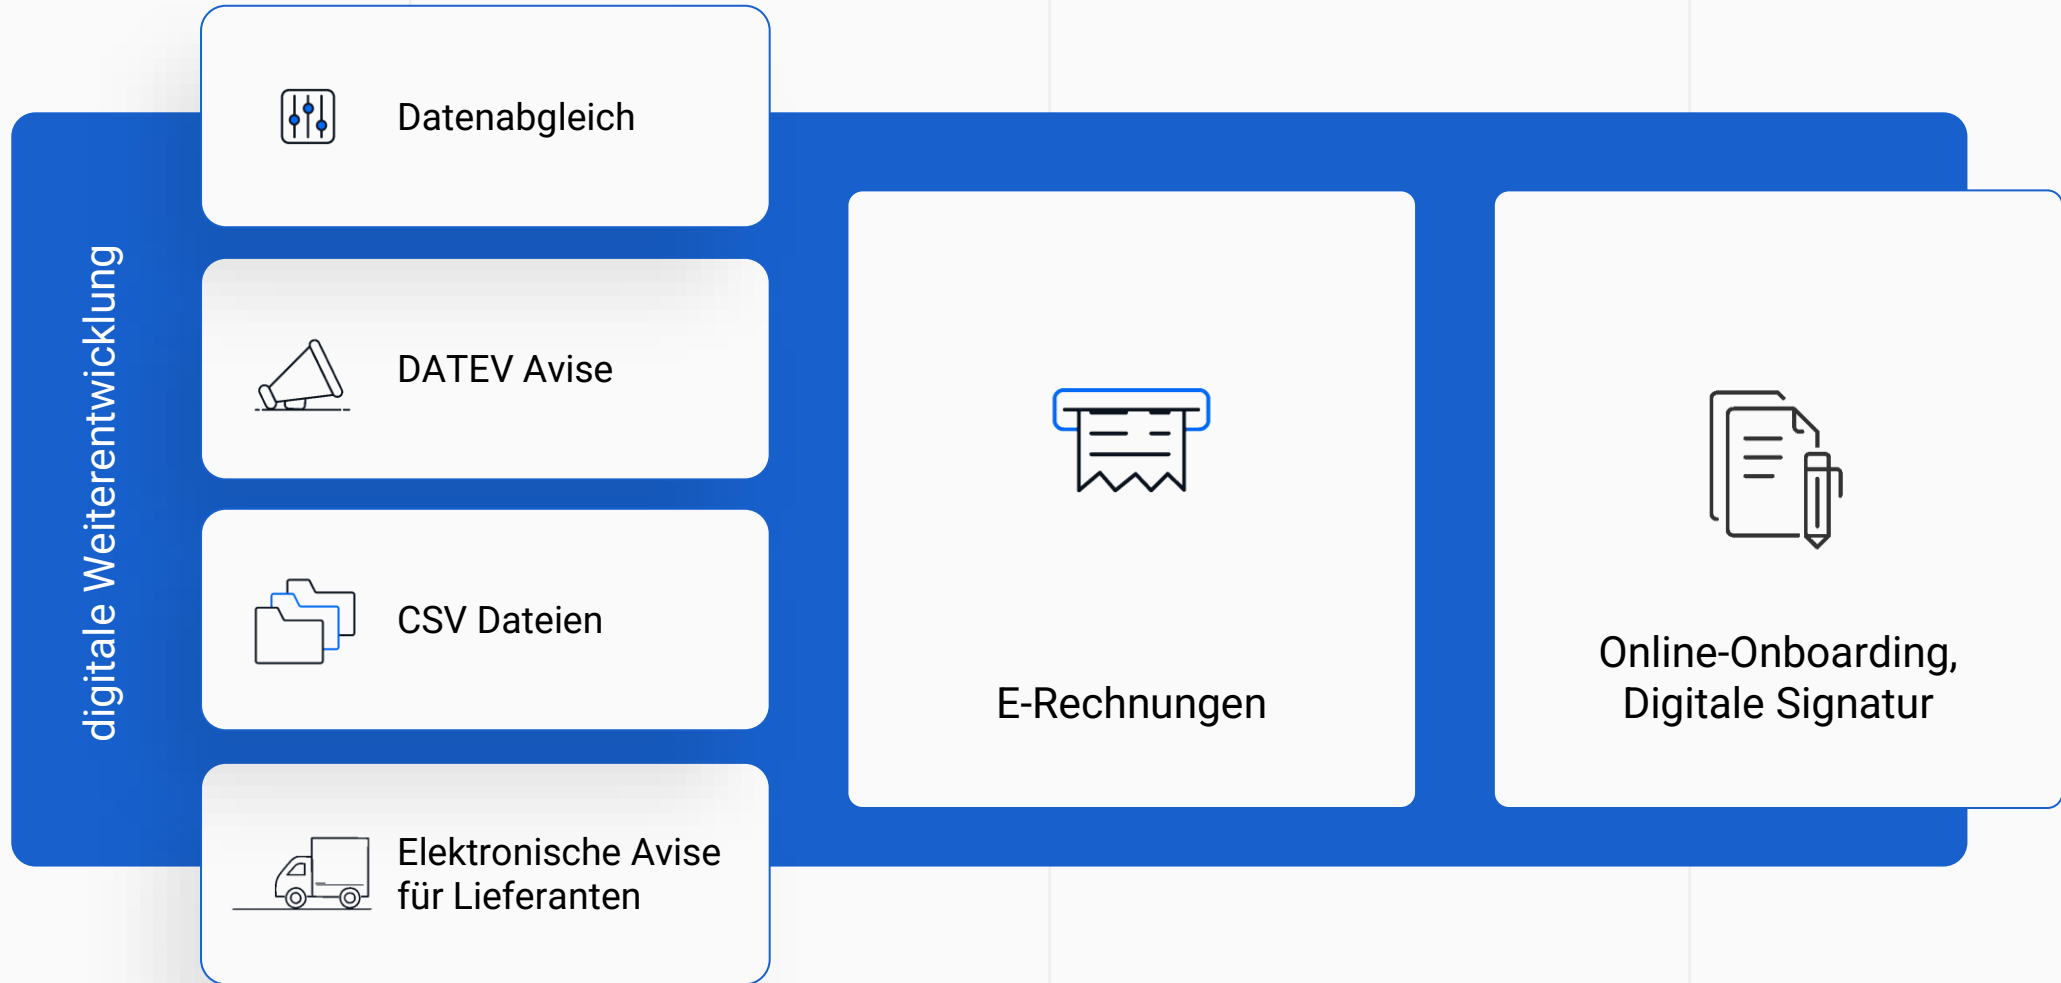 digitale Weiterentwicklung
Datenabgleich
DATEV Avise
CSV Dateien
Elektronische Avise
für Lieferanten
E-Rechnungen
Online-Onboarding,
Digitale Signatur